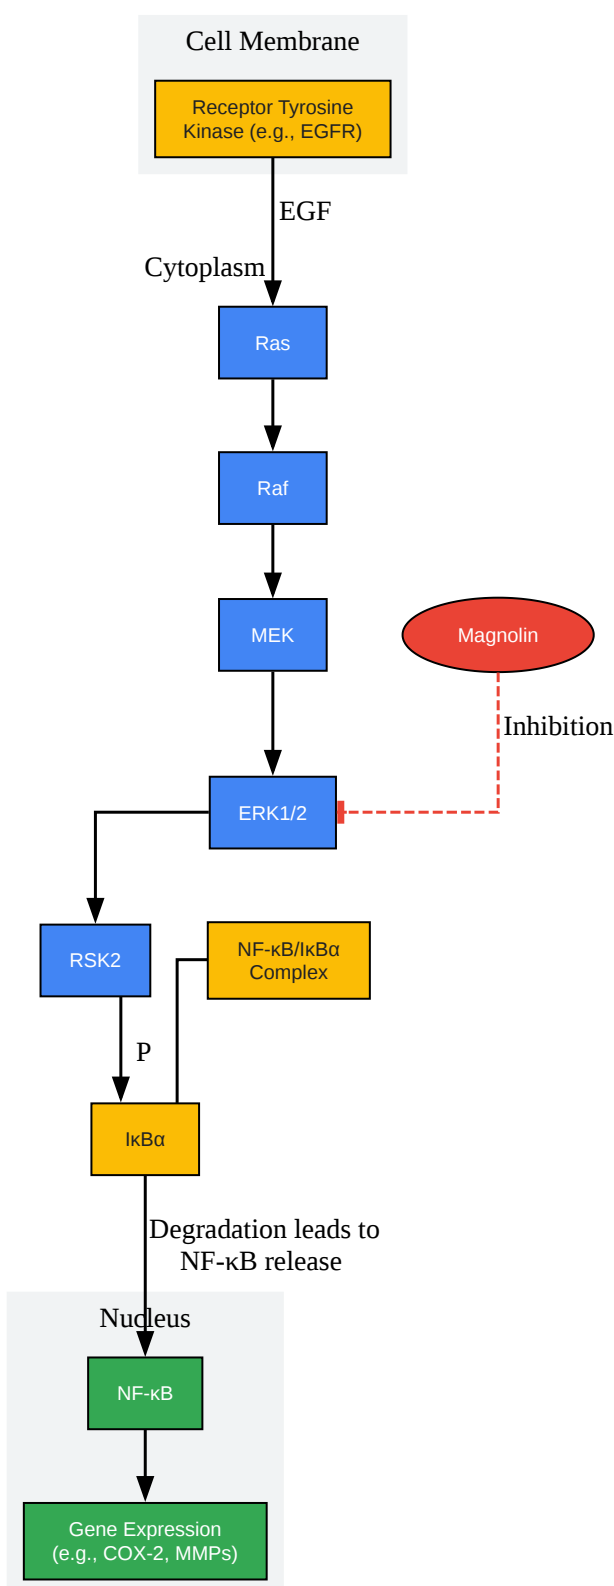 Cell Membrane
Receptor Tyrosine
Kinase (e.g., EGFR)
EGF
Cytoplasm
Ras
Raf
MEK
Magnolin
Inhibition
ERK1/2
RSK2
NF-κB/IκBα
Complex
P
IκBα
Degradation leads to
NF-κB release
Nucleus
NF-κB
Gene Expression
(e.g., COX-2, MMPs)